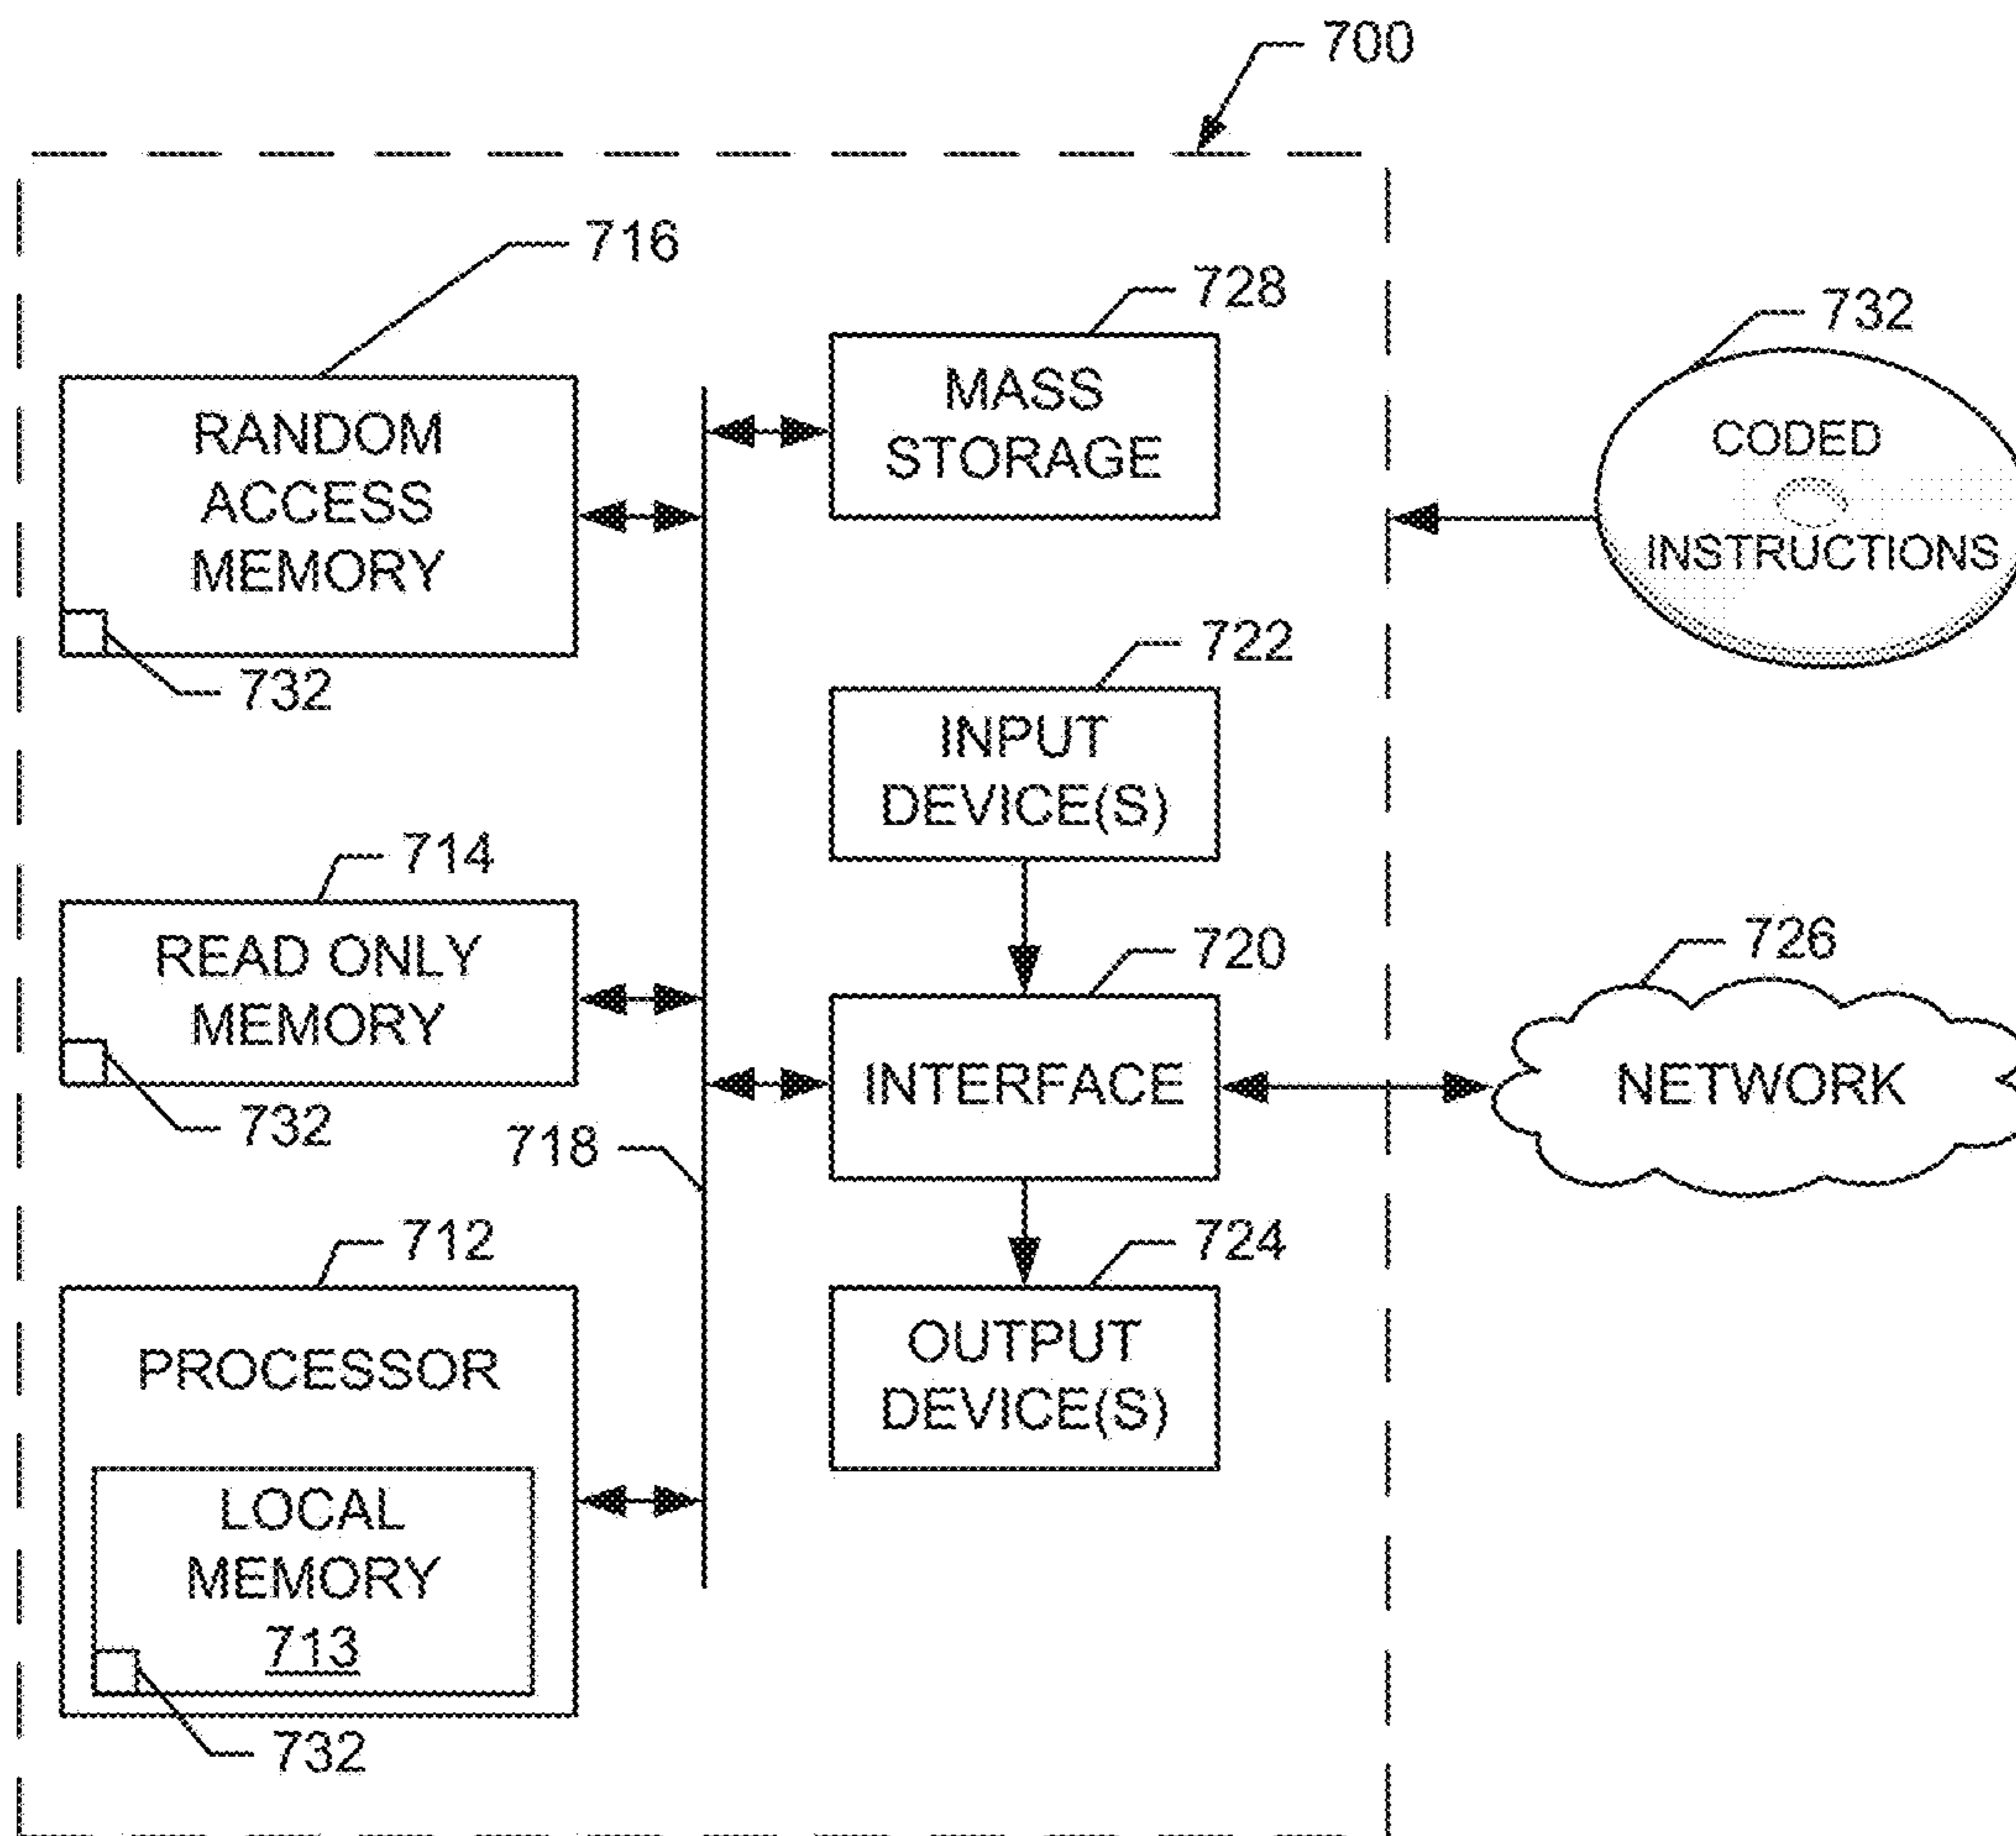 700
716
RANDOM
ACCESS
MEMORY
732
728
MASS
STORAGE
732
CODED
INSTRUCTIONS
722
INPUT
DEVICE(S)
714
READ ONLY
MEMORY
732
718
720
INTERFACE
726
NETWORK
712
PROCESSOR
LOCAL
MEMORY
713
732
724
OUTPUT
DEVICE(S)